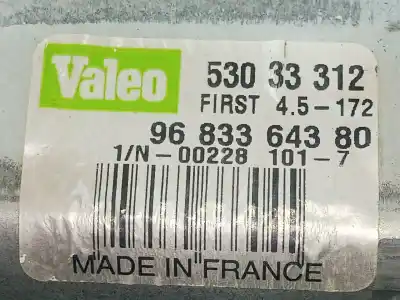 Valeo
530 33 312
FIRST 4.5-172
96 833 643 80
1/N-00228 101-7
MADE IN FRANCE